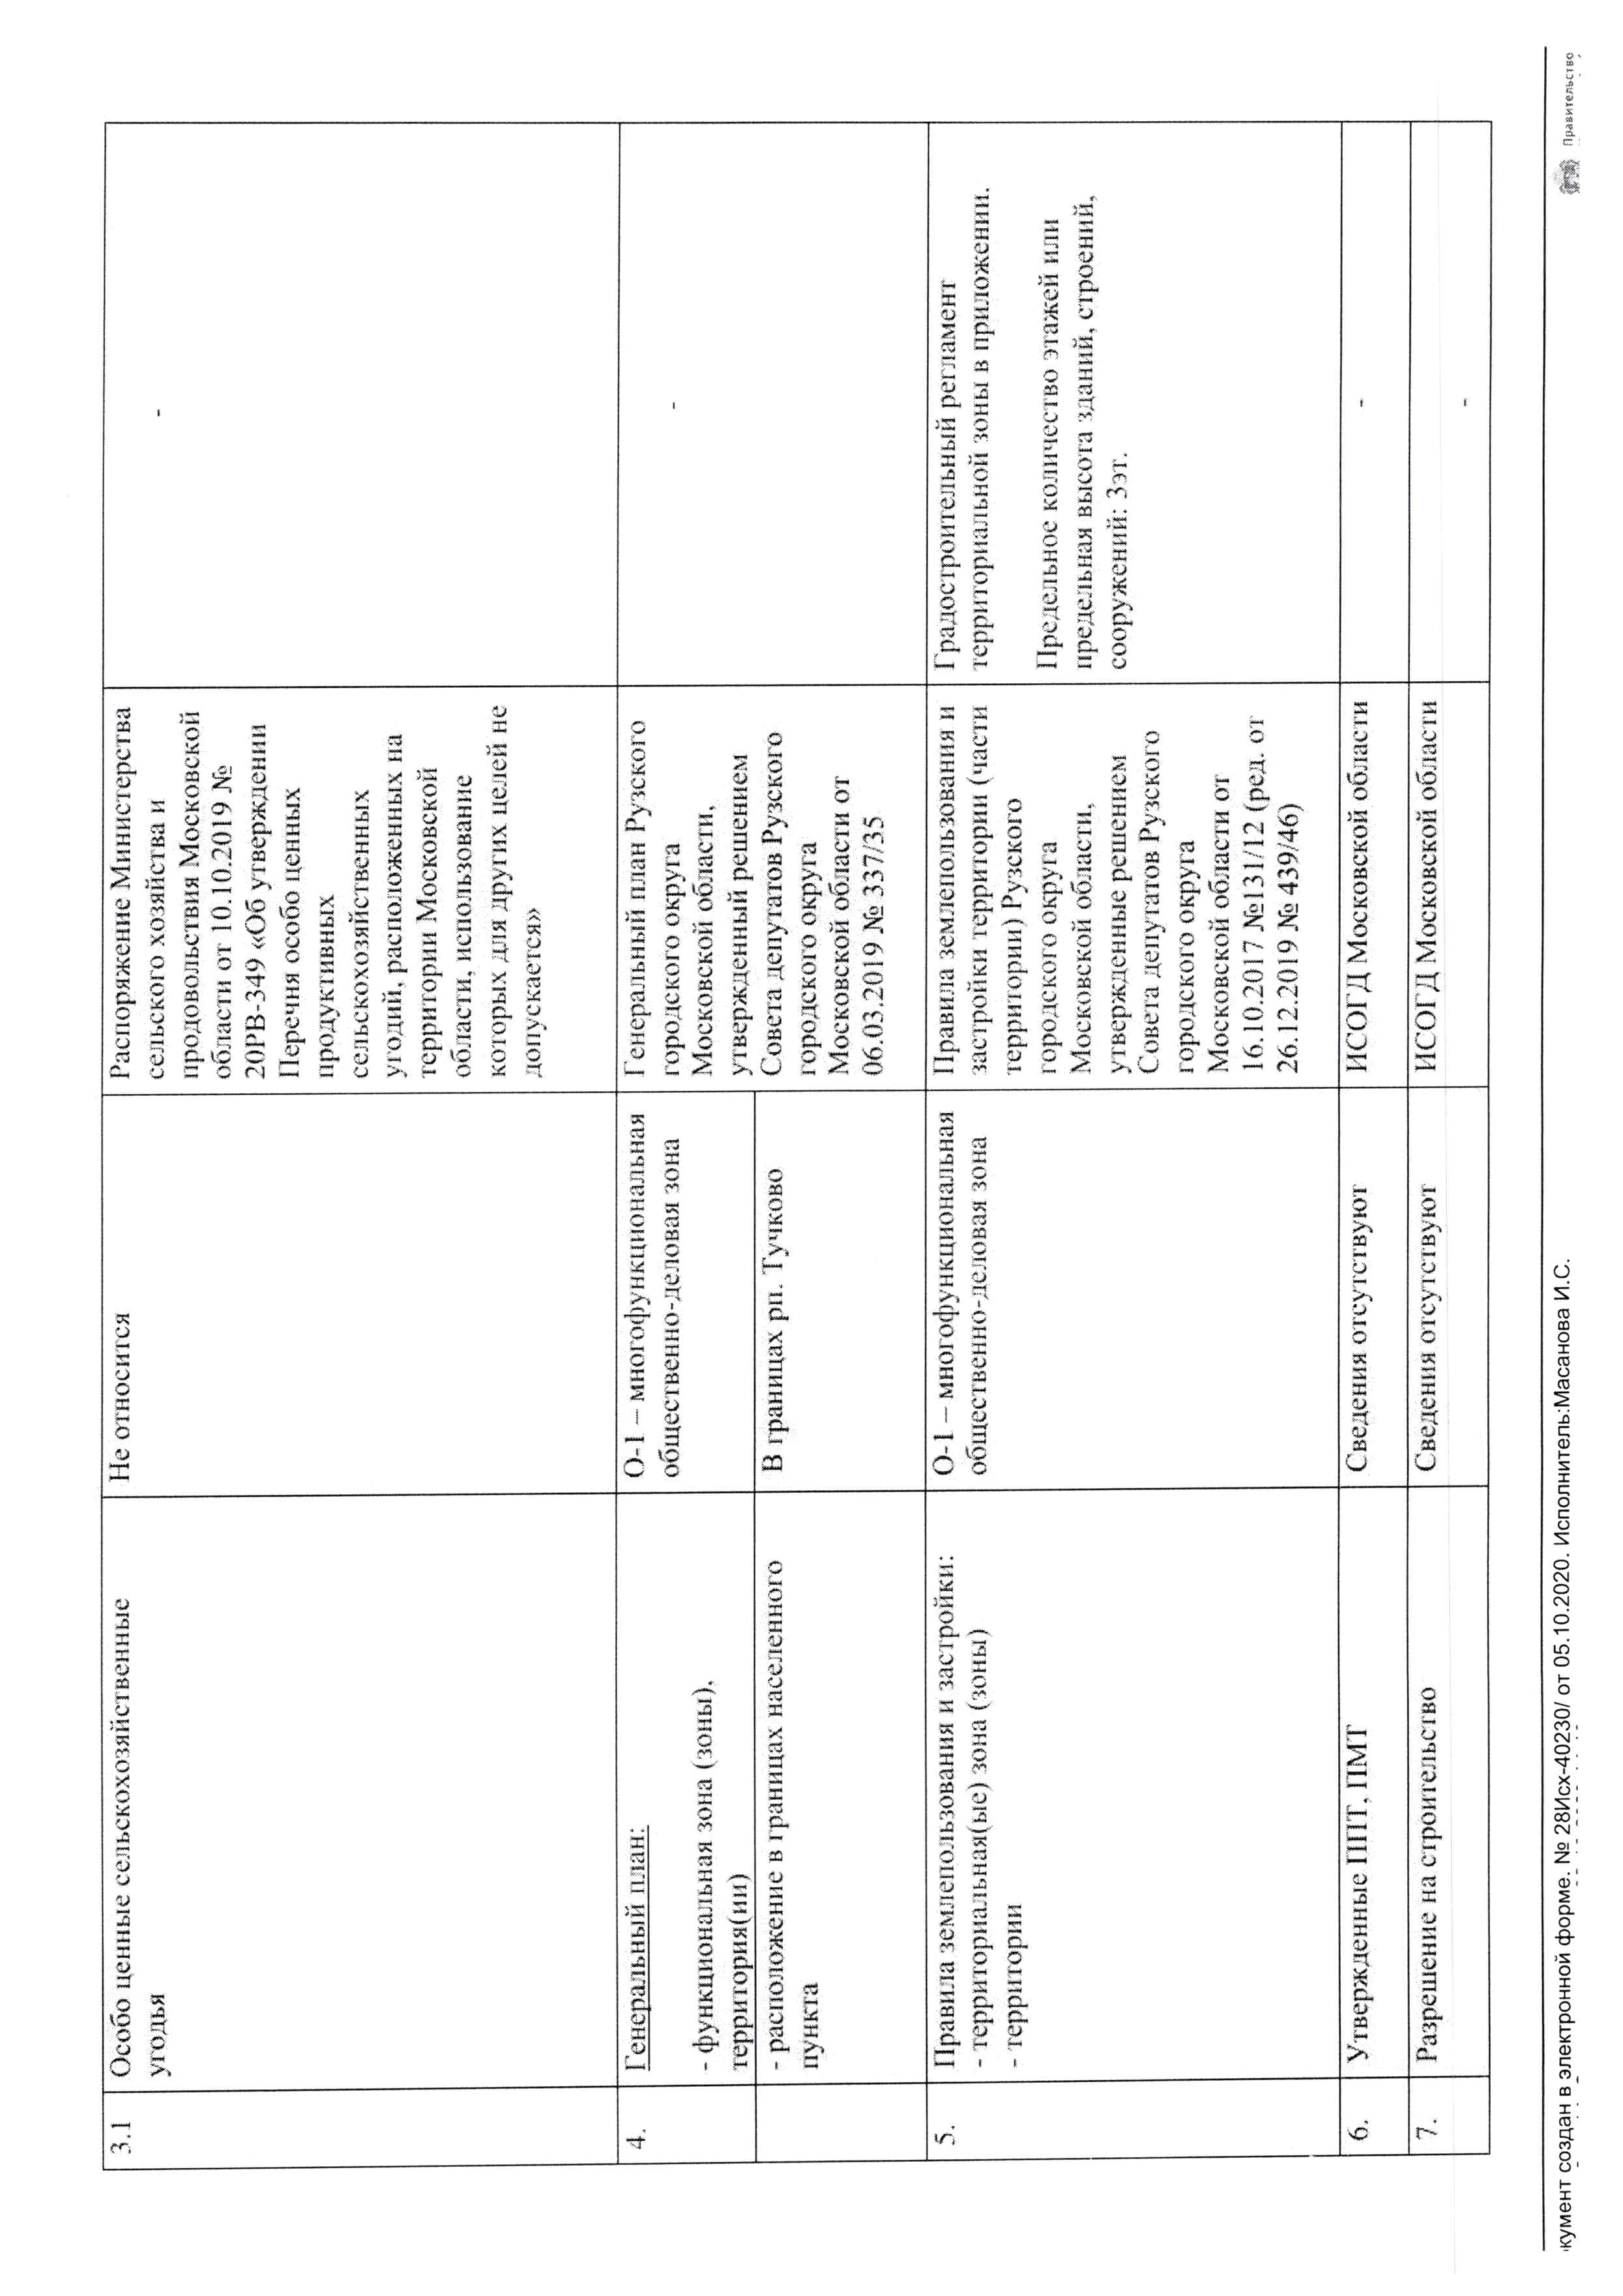 3.1
Особо ценные сельскохозяйственные
угодья
Не относится
Распоряжение Министерства
сельского хозяйства и
продовольствия Московской
области от 10.10.2019 №
20РВ-349 «Об утверждении
Перечня особо ценных
продуктивных
сельскохозяйственных
угодий, расположенных на
территории Московской
области, использование
которых для других целей не
допускается»
-
4.
Генеральный план:
- функциональная зона (зоны),
территория(ии)
О-1 – многофункциональная
общественно-деловая зона
Генеральный план Рузского
городского округа
Московской области,
утвержденный решением
Совета депутатов Рузского
городского округа
Московской области от
06.03.2019 № 337/35
-
- расположение в границах населенного
пункта
В границах рп. Тучково
5.
Правила землепользования и застройки:
- территориальная(ые) зона (зоны)
- территории
О-1 – многофункциональная
общественно-деловая зона
Правила землепользования и
застройки территории (части
территории) Рузского
городского округа
Московской области,
утвержденные решением
Совета депутатов Рузского
городского округа
Московской области от
16.10.2017 №131/12 (ред. от
26.12.2019 № 439/46)
Градостроительный регламент
территориальной зоны в приложении.
Предельное количество этажей или
предельная высота зданий, строений,
сооружений: 3эт.
6.
Утвержденные ППТ, ПМТ
Сведения отсутствуют
ИСОГД Московской области
-
7.
Разрешение на строительство
Сведения отсутствуют
ИСОГД Московской области
-
кумент создан в электронной форме. № 28Исх-40230/ от 05.10.2020. Исполнитель:Масанова И.С.
Правительство